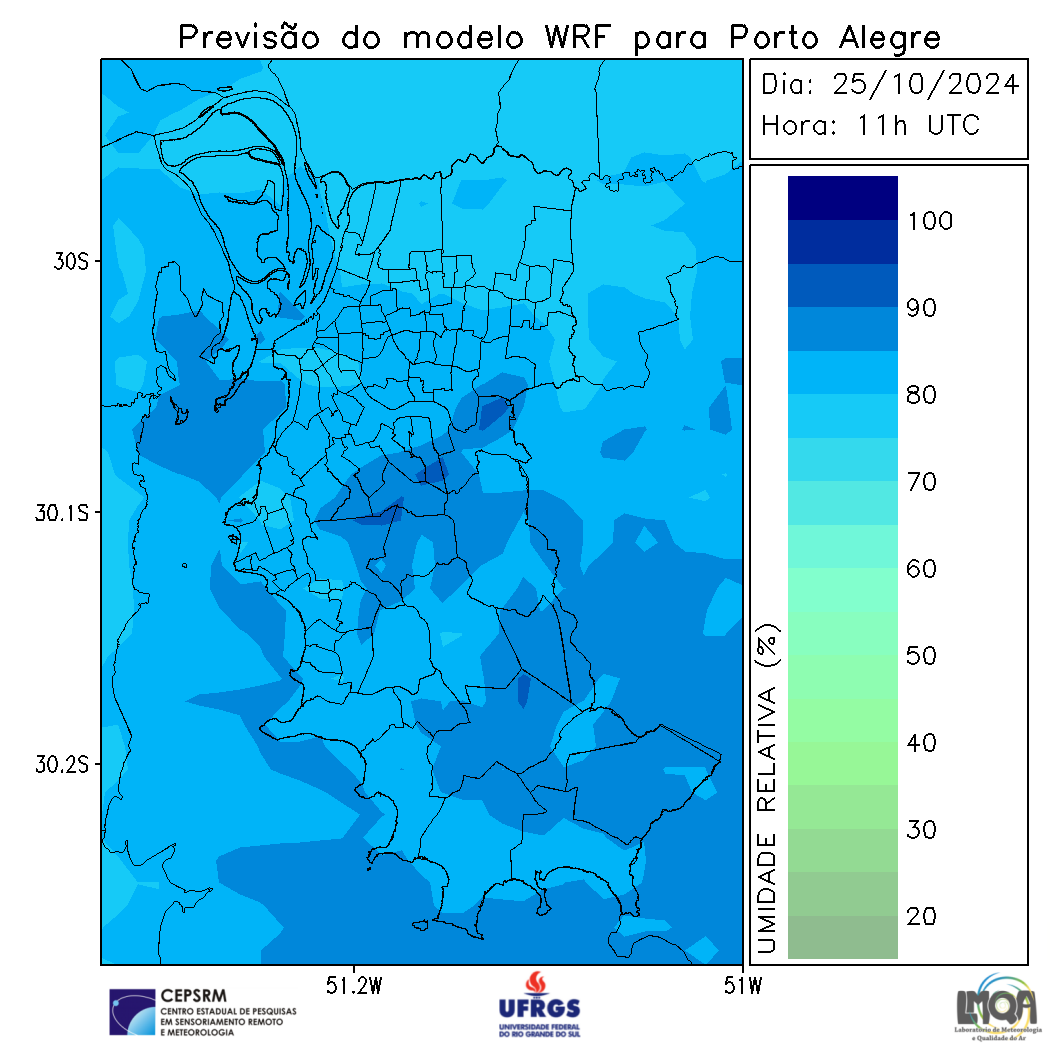 Previsão do modelo WRF para Porto Alegre
Dia: 25/10/2024
Hora: 11h UTC
30S
30.1S
30.2S
51.2W
51W
100
90
80
70
60
50
40
30
20
UMIDADE RELATIVA (%)
CEPSRM
CENTRO ESTADUAL DE PESQUISAS
EM SENSORIAMENTO REMOTO
E METEOROLOGIA
UFRGS
UNIVERSIDADE FEDERAL
DO RIO GRANDE DO SUL
LMQA
Laboratório de Meteorologia
e Qualidade do Ar